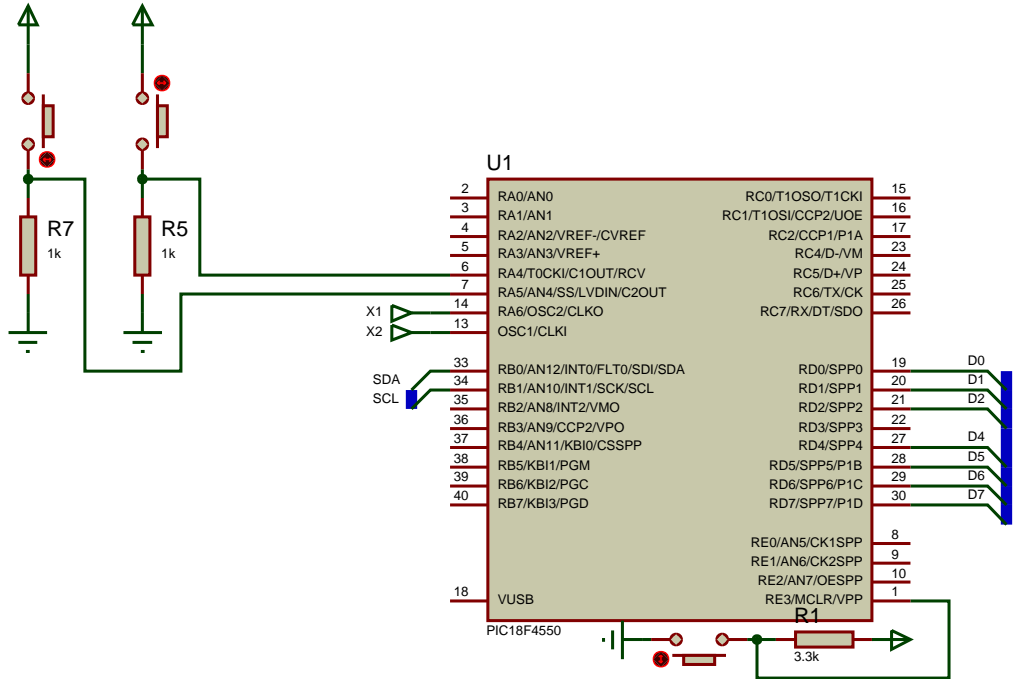 U1
R7
1k
R5
1k
2 RA0/AN0
3 RA1/AN1
4 RA2/AN2/VREF-/CVREF
5 RA3/AN3/VREF+
6 RA4/T0CKI/C1OUT/RCV
7 RA5/AN4/SS/LVDIN/C2OUT
X1 14 RA6/OSC2/CLKO
X2 13 OSC1/CLKI
SDA 33 RB0/AN12/INT0/FLT0/SDI/SDA
SCL 34 RB1/AN10/INT1/SCK/SCL
35 RB2/AN8/INT2/VMO
36 RB3/AN9/CCP2/VPO
37 RB4/AN11/KBI0/CSSPP
38 RB5/KBI1/PGM
39 RB6/KBI2/PGC
40 RB7/KBI3/PGD
18 VUSB
RC0/T1OSO/T1CKI 15
RC1/T1OSI/CCP2/UOE 16
RC2/CCP1/P1A 17
RC4/D-/VM 23
RC5/D+/VP 24
RC6/TX/CK 25
RC7/RX/DT/SDO 26
RD0/SPP0 19 D0
RD1/SPP1 20 D1
RD2/SPP2 21 D2
RD3/SPP3 22
RD4/SPP4 27 D4
RD5/SPP5/P1B 28 D5
RD6/SPP6/P1C 29 D6
RD7/SPP7/P1D 30 D7
RE0/AN5/CK1SPP 8
RE1/AN6/CK2SPP 9
RE2/AN7/OESPP 10
RE3/MCLR/VPP 1
PIC18F4550
R1
3.3k